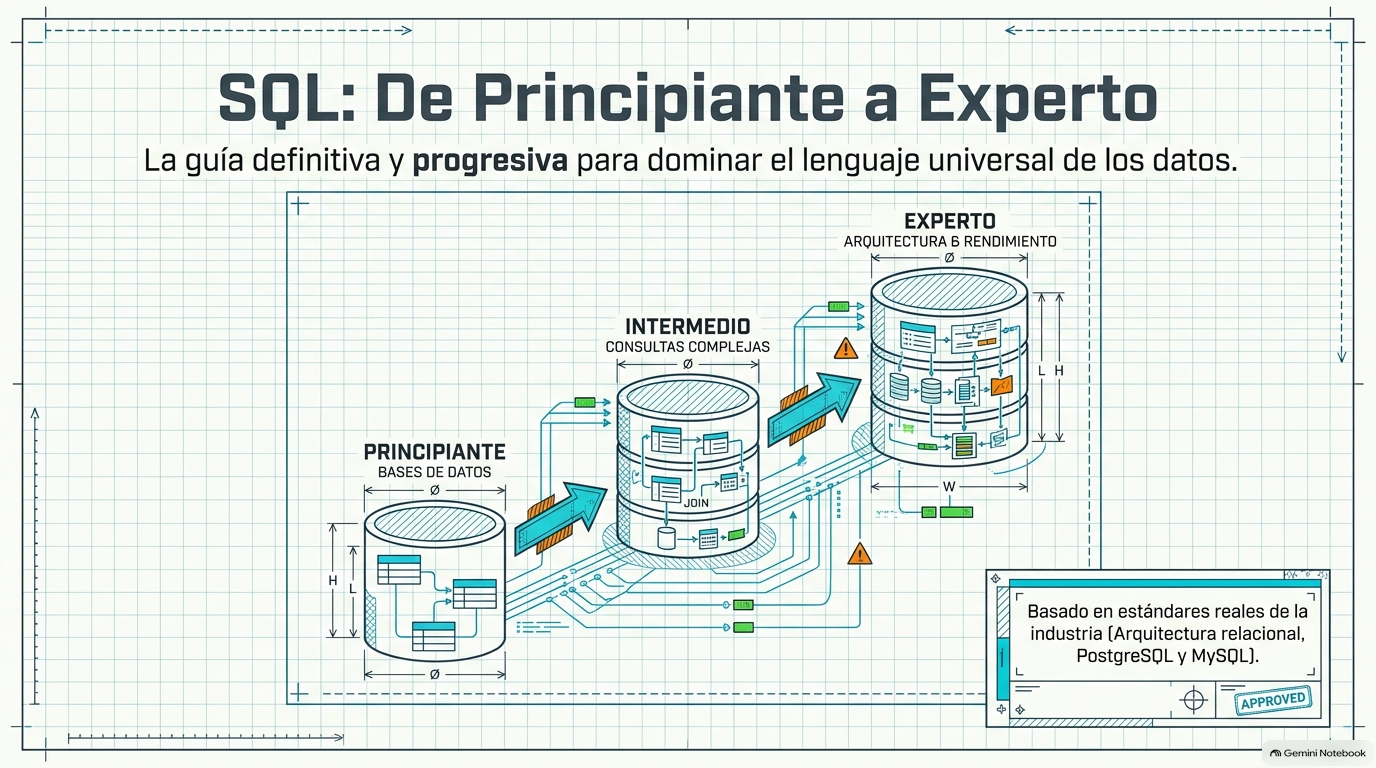 SQL: De Principiante a Experto
La guía definitiva y progresiva para dominar el lenguaje universal de los datos.
EXPERTO
ARQUITECTURA & RENDIMIENTO
Ø
INTERMEDIO
CONSULTAS COMPLEJAS
Ø
L H
JOIN
PRINCIPIANTE
BASES DE DATOS
Ø
W
H
L
Ø
Basado en estándares reales de la
industria (Arquitectura relacional,
PostgreSQL y MySQL).
APPROVED
Gemini Notebook